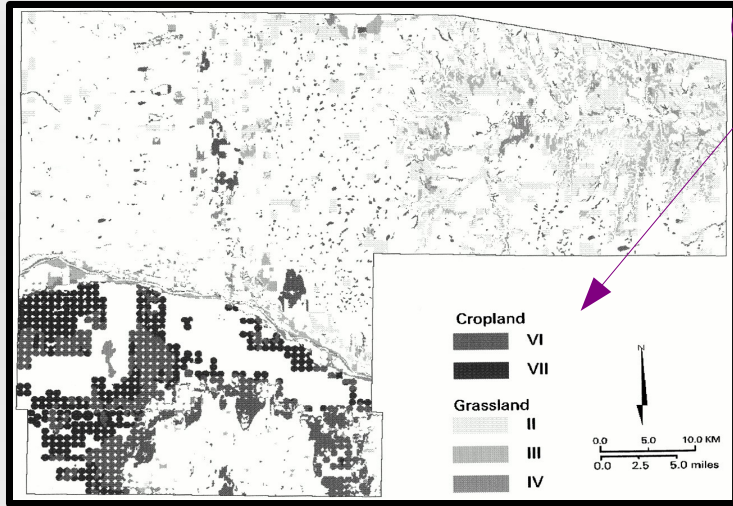 Cropland
VI
VII
Grassland
II
III
IV
N
0.0 5.0 10.0 KM
0.0 2.5 5.0 miles